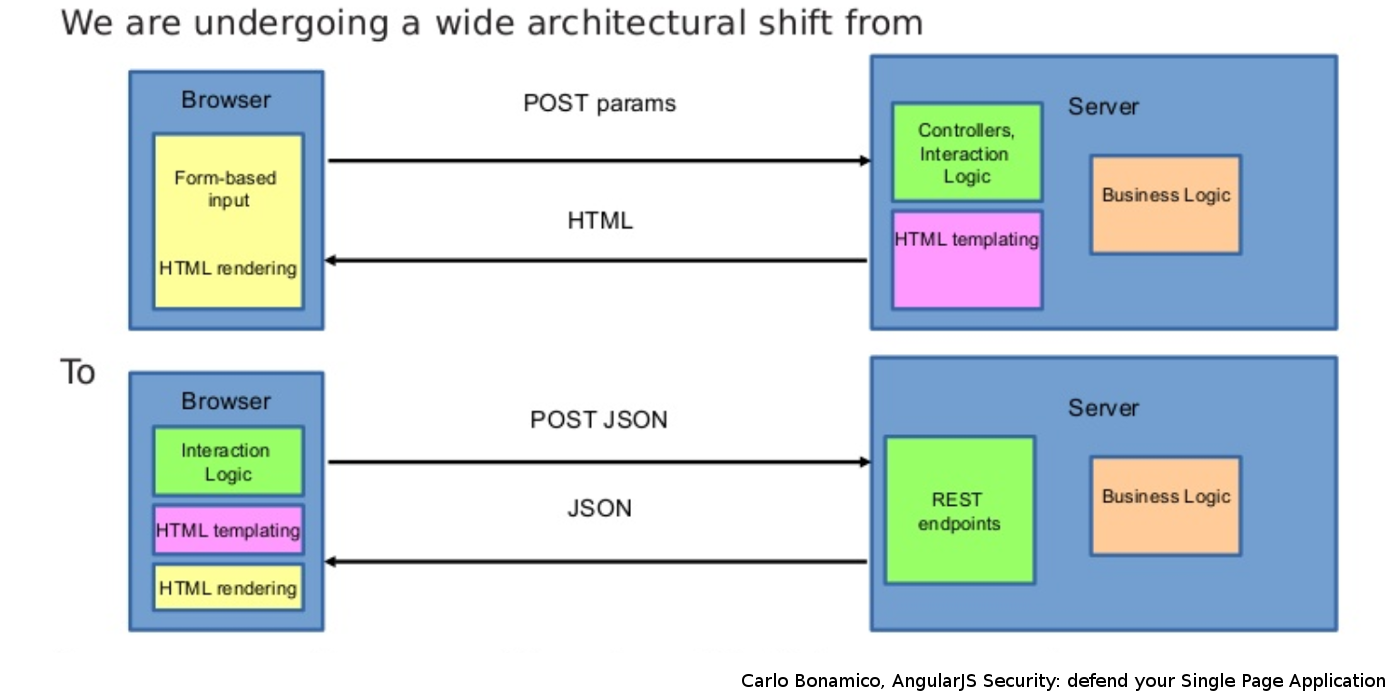 We are undergoing a wide architectural shift from
Browser
Form-based
input
HTML rendering
POST params
HTML
Server
Controllers,
Interaction
Logic
HTML templating
Business Logic
To
Browser
Interaction
Logic
HTML templating
HTML rendering
POST JSON
JSON
Server
REST
endpoints
Business Logic
Carlo Bonamico, AngularJS Security: defend your Single Page Application